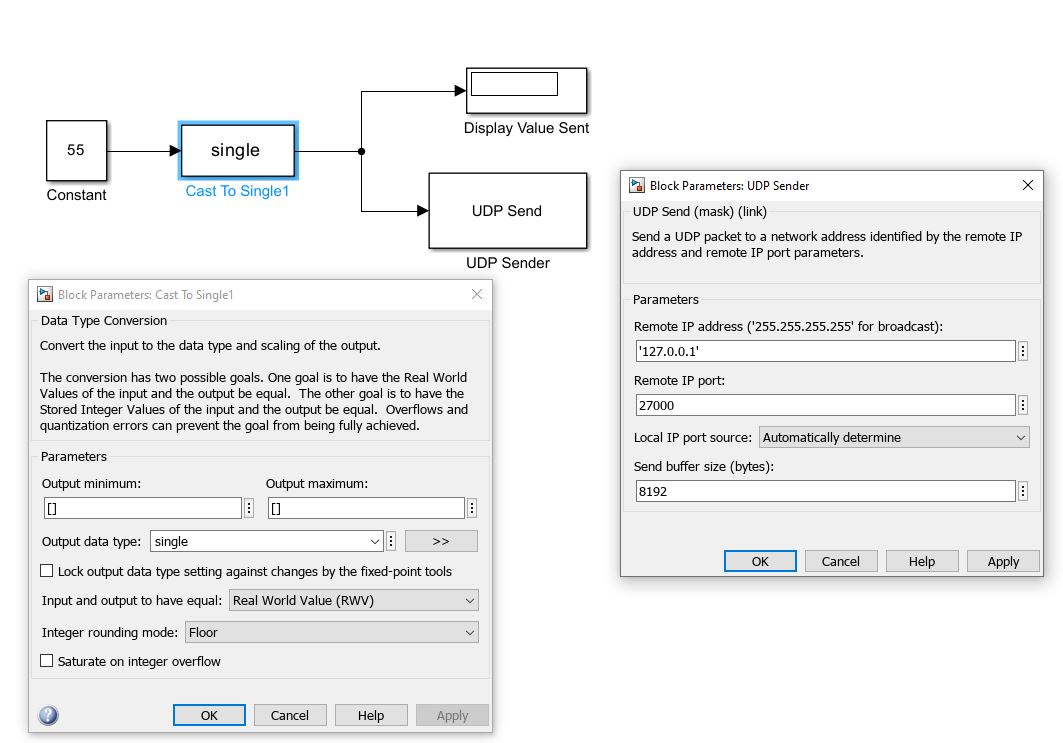 55
Constant
single
Cast To Single1
Display Value Sent
UDP Send
UDP Sender
Block Parameters: Cast To Single1
Data Type Conversion
Convert the input to the data type and scaling of the output.
The conversion has two possible goals. One goal is to have the Real World
Values of the input and the output be equal. The other goal is to have the
Stored Integer Values of the input and the output be equal. Overflows and
quantization errors can prevent the goal from being fully achieved.
Parameters
Output minimum: Output maximum:
[] []
Output data type: single >>
Lock output data type setting against changes by the fixed-point tools
Input and output to have equal: Real World Value (RWV)
Integer rounding mode: Floor
Saturate on integer overflow
? OK Cancel Help Apply
Block Parameters: UDP Sender
UDP Send (mask) (link)
Send a UDP packet to a network address identified by the remote IP
address and remote IP port parameters.
Parameters
Remote IP address ('255.255.255.255' for broadcast):
'127.0.0.1'
Remote IP port:
27000
Local IP port source: Automatically determine
Send buffer size (bytes):
8192
OK Cancel Help Apply